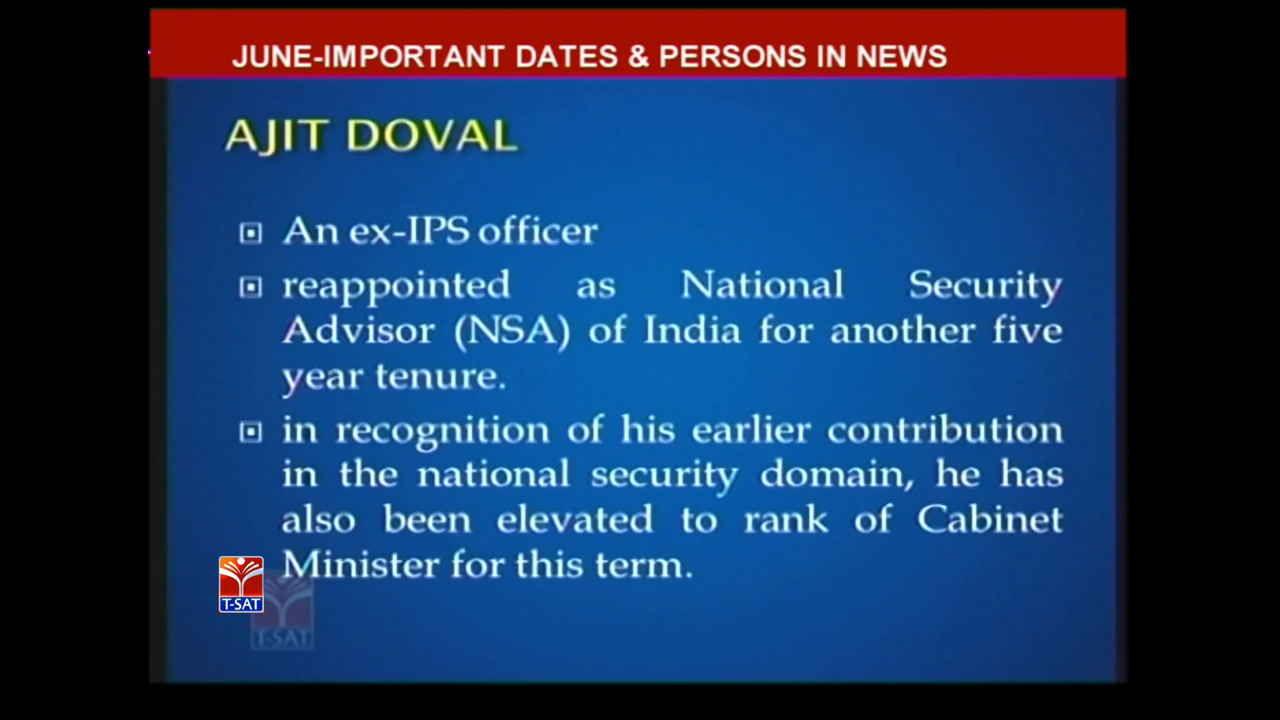 JUNE-IMPORTANT DATES & PERSONS IN NEWS
AJIT DOVAL
An ex-IPS officer
reappointed as National Security
Advisor (NSA) of India for another five
year tenure.
in recognition of his earlier contribution
in the national security domain, he has
also been elevated to rank of Cabinet
Minister for this term.
T-SAT
T-SAT